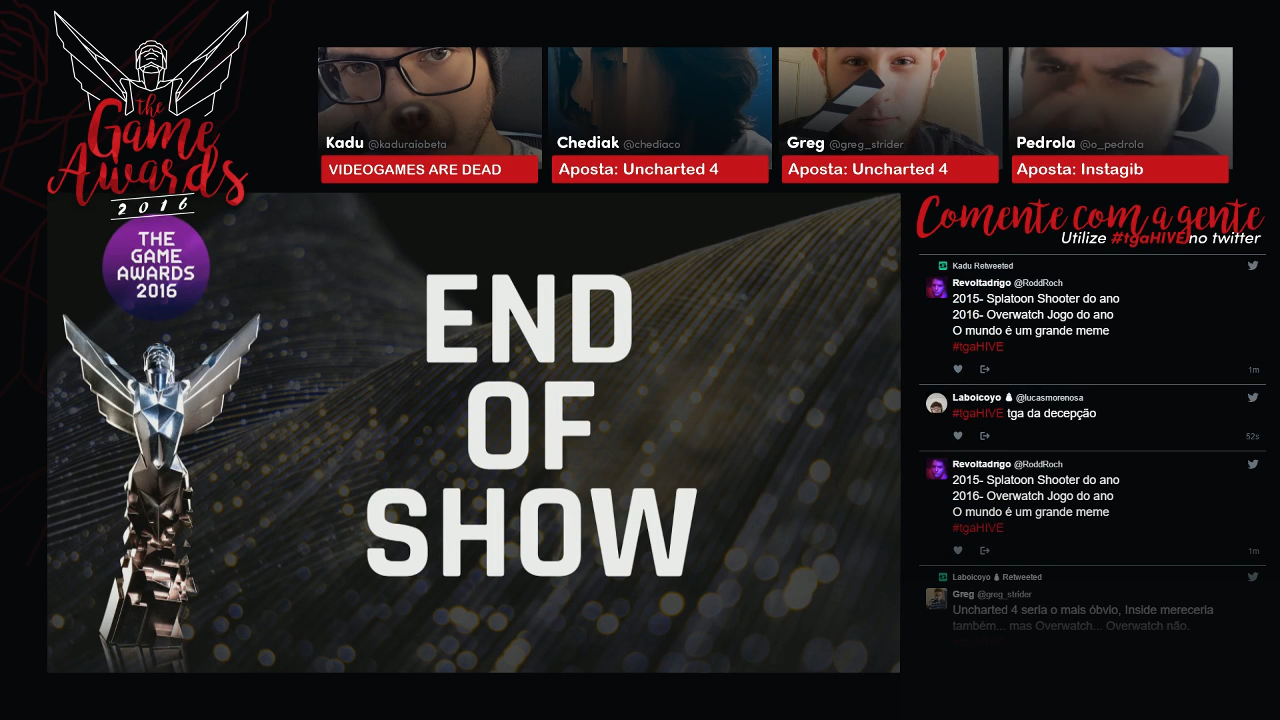 the
Game
Awards
2016
Kadu @kaduraiobeta
VIDEOGAMES ARE DEAD
Chediak @chediaco
Aposta: Uncharted 4
Greg @greg_strider
Aposta: Uncharted 4
Pedrola @o_pedrola
Aposta: Instagib
THE
GAME
AWARDS
2016
END
OF
SHOW
Comente com a gente
Utilize #tgaHIVE no twitter
Kadu Retweeted
Revoltadrigo @RoddRoch
2015- Splatoon Shooter do ano
2016- Overwatch Jogo do ano
O mundo é um grande meme
#tgaHIVE
1m
Laboicoyo @lucasmorenosa
#tgaHIVE tga da decepção
52s
Revoltadrigo @RoddRoch
2015- Splatoon Shooter do ano
2016- Overwatch Jogo do ano
O mundo é um grande meme
#tgaHIVE
1m
Laboicoyo Retweeted
Greg @greg_strider
Uncharted 4 seria o mais óbvio, Inside mereceria
também... mas Overwatch... Overwatch não.